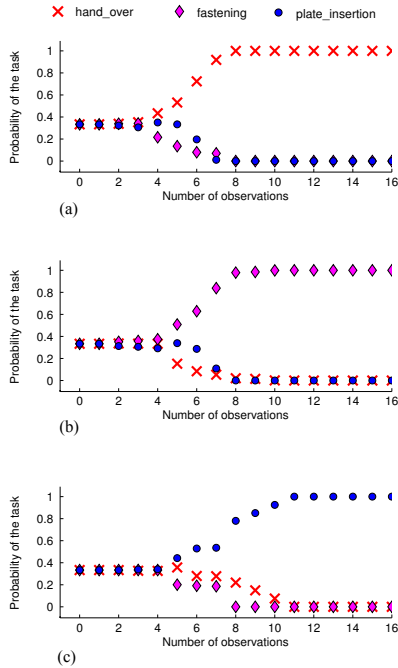 hand_over fastening plate_insertion
Probability of the task
1
0.8
0.6
0.4
0.2
0
0 2 4 6 8 10 12 14 16
Number of observations
(a)
Probability of the task
1
0.8
0.6
0.4
0.2
0
0 2 4 6 8 10 12 14 16
Number of observations
(b)
Probability of the task
1
0.8
0.6
0.4
0.2
0
0 2 4 6 8 10 12 14 16
Number of observations
(c)